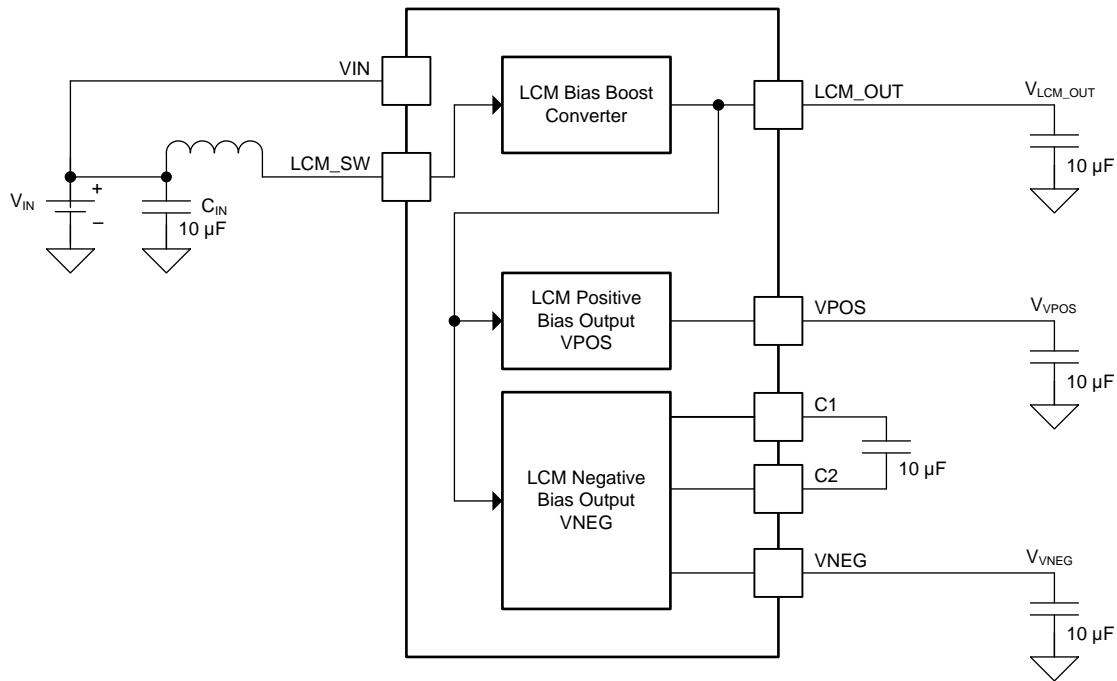 VIN
LCM Bias Boost
Converter
LCM_OUT
VLCM_OUT
10 µF
LCM_SW
VIN
+
–
CIN
10 µF
LCM Positive
Bias Output
VPOS
VPOS
VVPOS
10 µF
LCM Negative
Bias Output
VNEG
C1
C2
10 µF
VNEG
VVNEG
10 µF